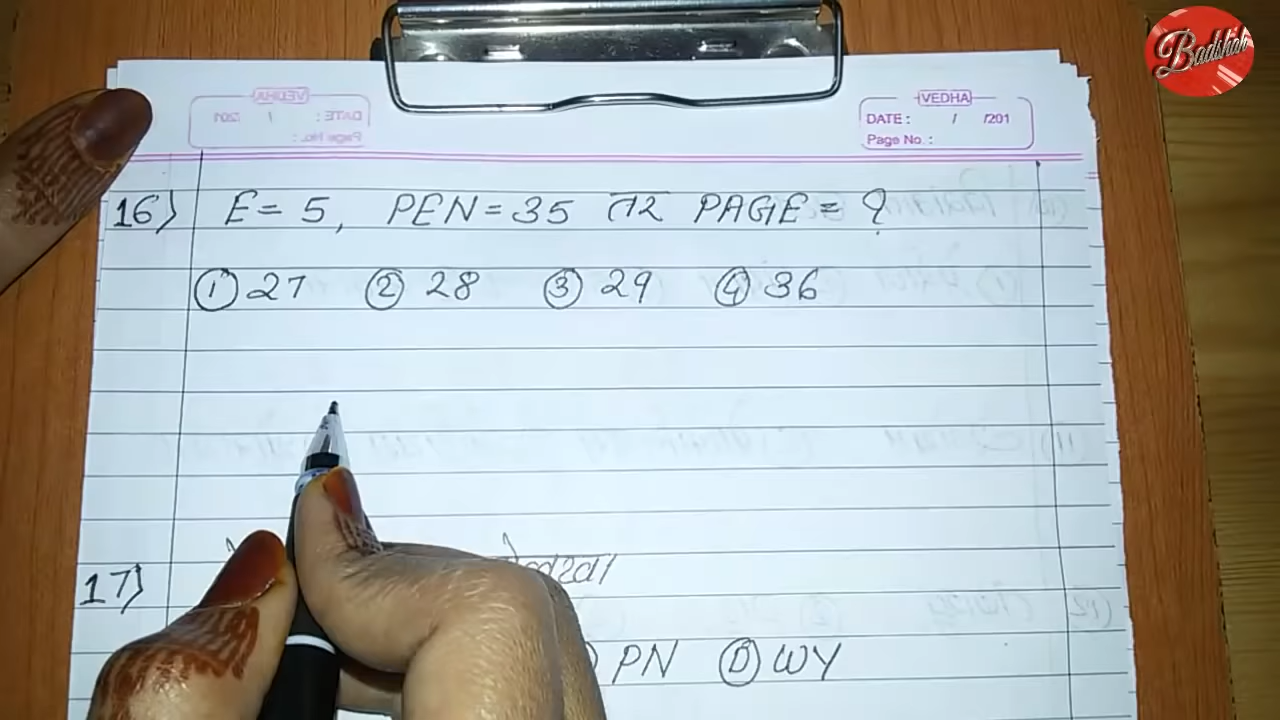 Badshah
VEDHA
DATE : / /201
Page No. :
16) E = 5, PEN = 35 तर PAGE = ?
① 27 ② 28 ③ 29 ④ 36
17)
PN Ⓓ WY